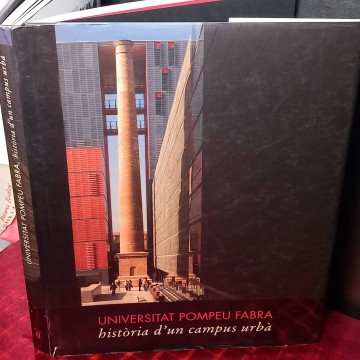 UNIVERSITAT POMPEU FABRA
història d'un campus urbà
UNIVERSITAT POMPEU FABRA, història d'un campus urbà